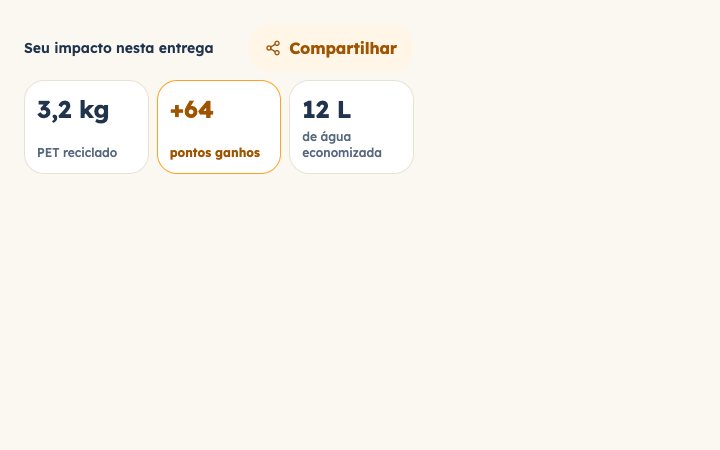 Seu impacto nesta entrega
Compartilhar
3,2 kg
PET reciclado
+64
pontos ganhos
12 L
de água
economizada